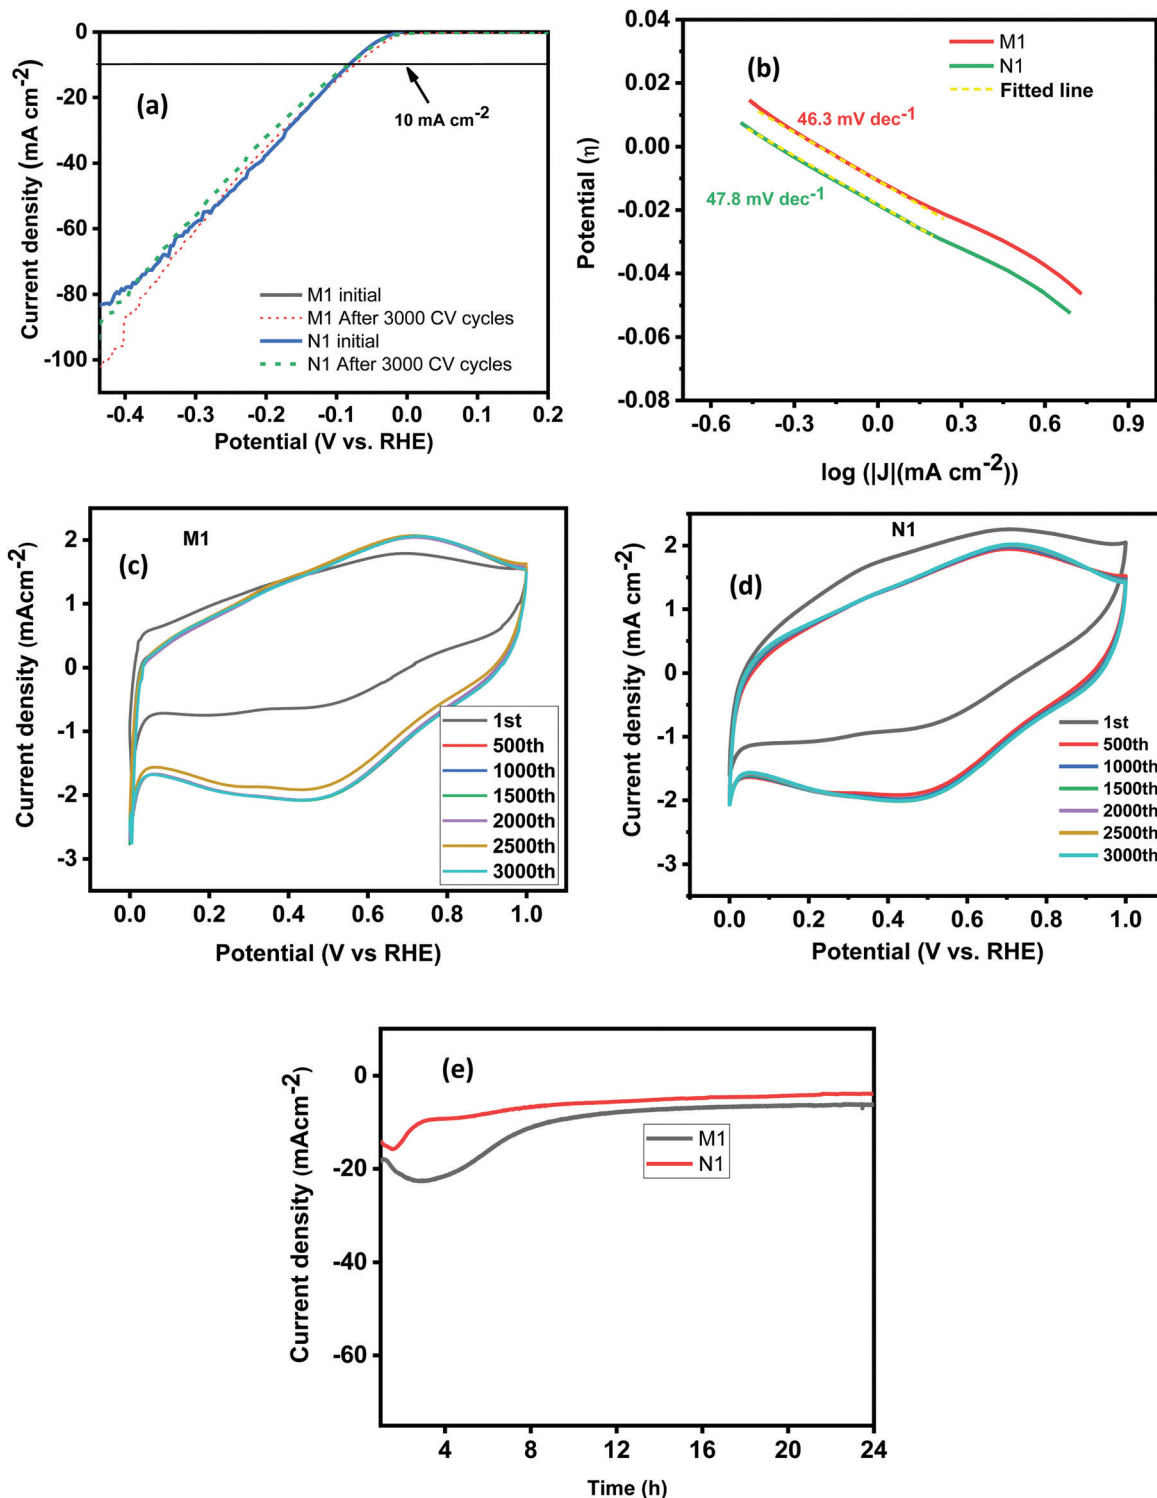 (a)
0
-20
-40
-60
-80
-100
Current density (mA cm-2)
10 mA cm-2
M1 initial
M1 After 3000 CV cycles
N1 initial
N1 After 3000 CV cycles
-0.4 -0.3 -0.2 -0.1 0.0 0.1 0.2
Potential (V vs. RHE)
(b)
0.04
0.02
0.00
-0.02
-0.04
-0.06
-0.08
Potential (η)
M1
N1
Fitted line
46.3 mV dec-1
47.8 mV dec-1
-0.6 -0.3 0.0 0.3 0.6 0.9
log (|J|(mA cm-2))
(c)
M1
2
1
0
-1
-2
-3
Current density (mAcm-2)
1st
500th
1000th
1500th
2000th
2500th
3000th
0.0 0.2 0.4 0.6 0.8 1.0
Potential (V vs RHE)
(d)
N1
2
1
0
-1
-2
-3
Current density (mA cm-2)
1st
500th
1000th
1500th
2000th
2500th
3000th
0.0 0.2 0.4 0.6 0.8 1.0
Potential (V vs. RHE)
(e)
0
-20
-40
-60
Current density (mAcm-2)
M1
N1
4 8 12 16 20 24
Time (h)